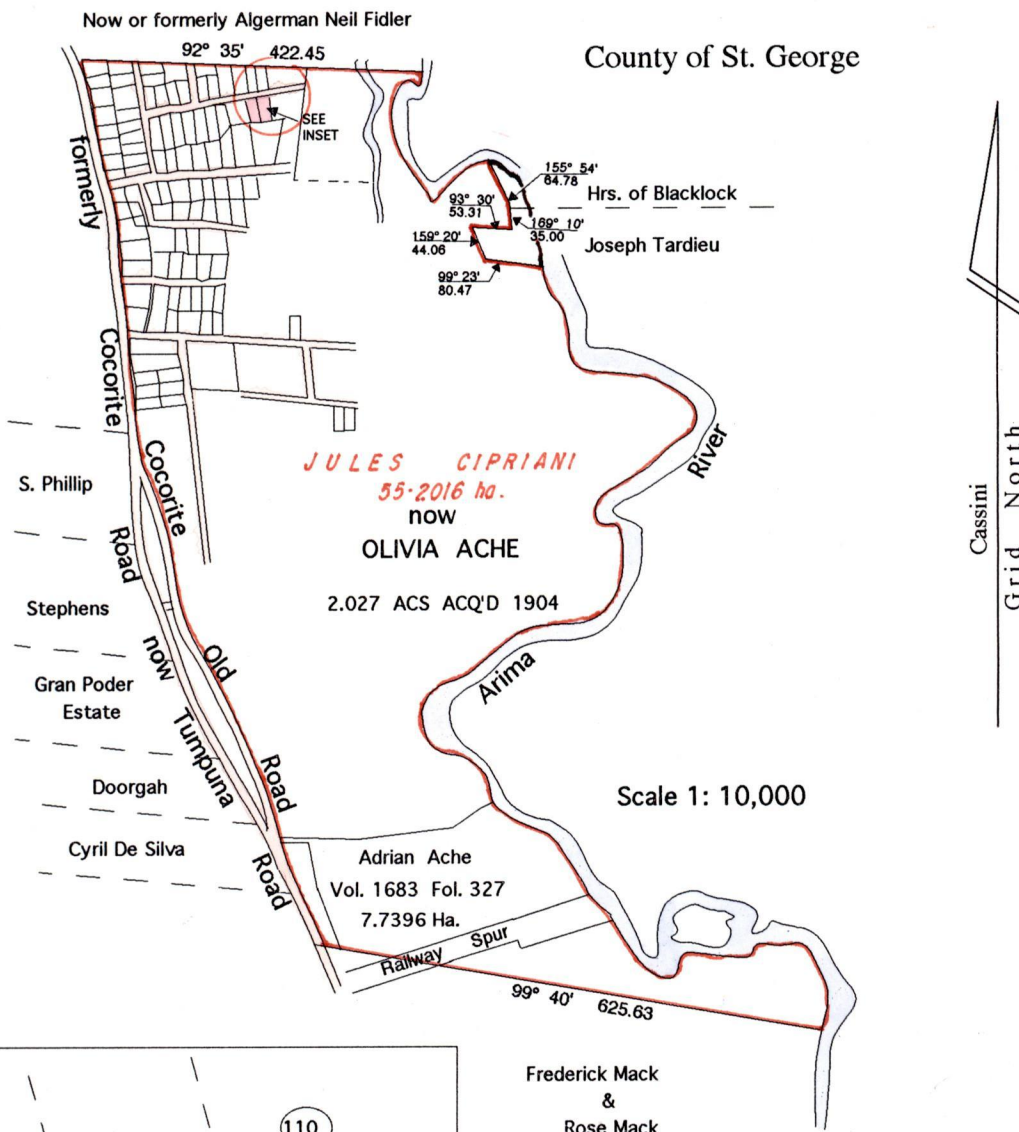 Now or formerly Algerman Neil Fidler
92° 35' 422.45
County of St. George
SEE
INSET
formerly
155° 54'
64.78
Hrs. of Blacklock
93° 30'
53.31
169° 10'
35.00
159° 20'
44.06
Joseph Tardieu
99° 23'
80.47
Cocorite
Cocorite
River
JULES CIPRIANI
55·2016 ha.
now
OLIVIA ACHE
2.027 ACS ACQ'D 1904
S. Phillip
Road
Stephens
now
Old
Gran Poder
Estate
Arima
Tumpuna
Road
Doorgah
Scale 1: 10,000
Cyril De Silva
Road
Adrian Ache
Vol. 1683 Fol. 327
7.7396 Ha.
Railway Spur
99° 40' 625.63
Cassini
Grid North
Frederick Mack
&
Rose Mack
110